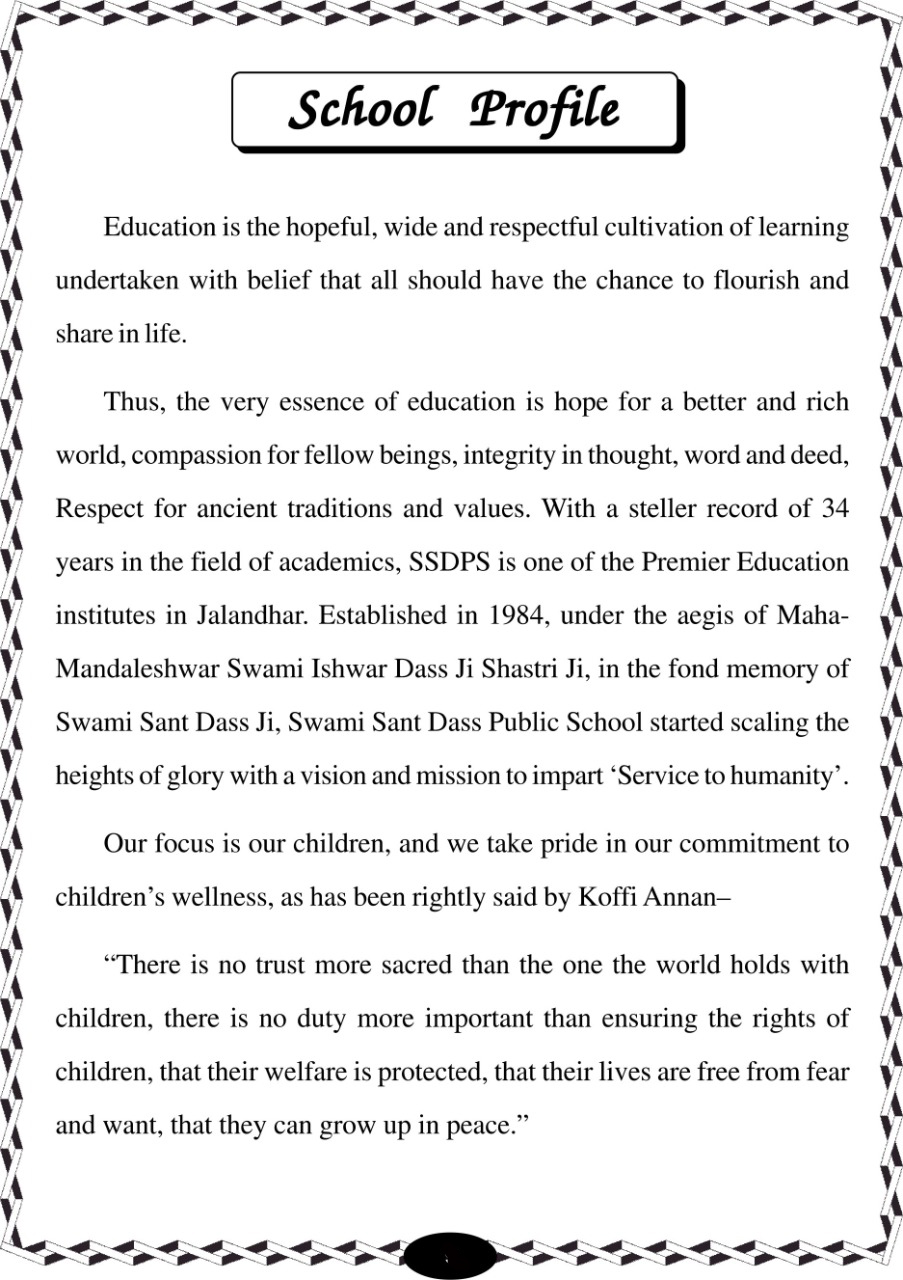 School Profile
Education is the hopeful, wide and respectful cultivation of learning
undertaken with belief that all should have the chance to flourish and
share in life.
Thus, the very essence of education is hope for a better and rich
world, compassion for fellow beings, integrity in thought, word and deed,
Respect for ancient traditions and values. With a steller record of 34
years in the field of academics, SSDPS is one of the Premier Education
institutes in Jalandhar. Established in 1984, under the aegis of Maha-
Mandaleshwar Swami Ishwar Dass Ji Shastri Ji, in the fond memory of
Swami Sant Dass Ji, Swami Sant Dass Public School started scaling the
heights of glory with a vision and mission to impart ‘Service to humanity’.
Our focus is our children, and we take pride in our commitment to
children’s wellness, as has been rightly said by Koffi Annan–
“There is no trust more sacred than the one the world holds with
children, there is no duty more important than ensuring the rights of
children, that their welfare is protected, that their lives are free from fear
and want, that they can grow up in peace.”